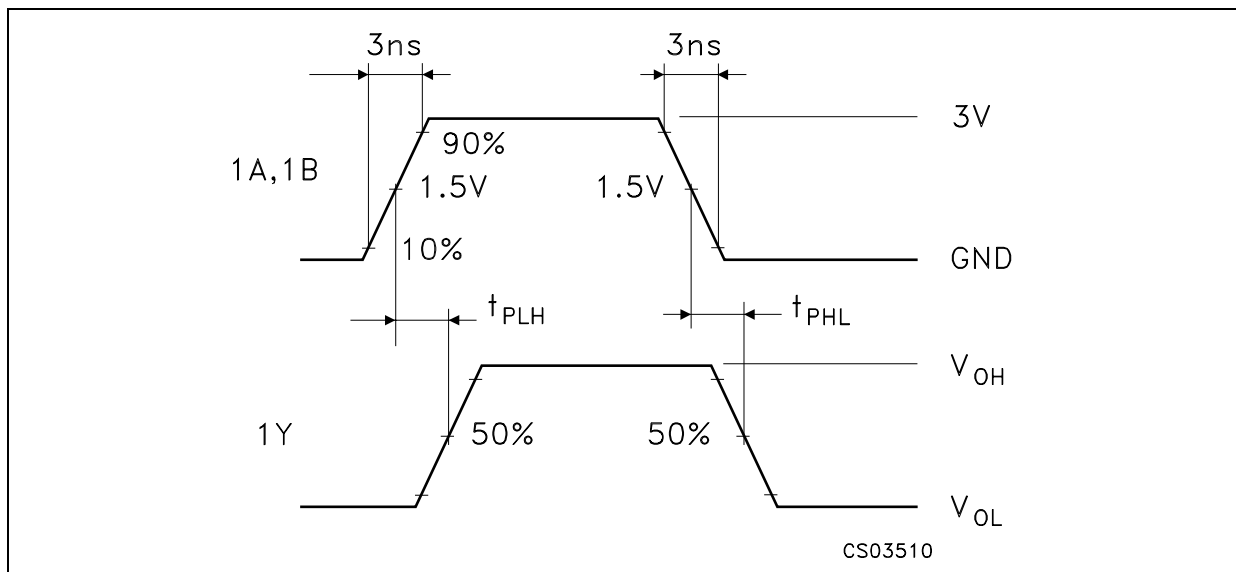 3ns 3ns
3V
90%
1A,1B 1.5V 1.5V
10%
GND
tPLH tPHL
VOH
1Y 50% 50%
VOL
CS03510